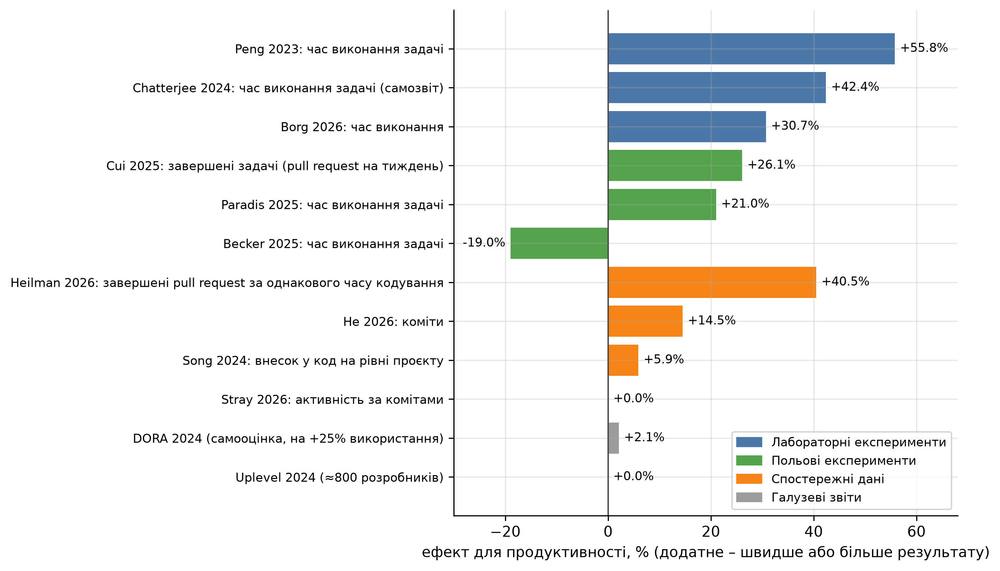 Peng 2023: час виконання задачі
+55.8%
Chatterjee 2024: час виконання задачі (самозвіт)
+42.4%
Borg 2026: час виконання
+30.7%
Cui 2025: завершені задачі (pull request на тиждень)
+26.1%
Paradis 2025: час виконання задачі
+21.0%
Becker 2025: час виконання задачі
-19.0%
Heilman 2026: завершені pull request за однакового часу кодування
+40.5%
He 2026: коміти
+14.5%
Song 2024: внесок у код на рівні проєкту
+5.9%
Stray 2026: активність за комітами
+0.0%
DORA 2024 (самооцінка, на +25% використання)
+2.1%
Uplevel 2024 (≈800 розробників)
+0.0%
Лабораторні експерименти
Польові експерименти
Спостережні дані
Галузеві звіти
−20 0 20 40 60
ефект для продуктивності, % (додатне – швидше або більше результату)